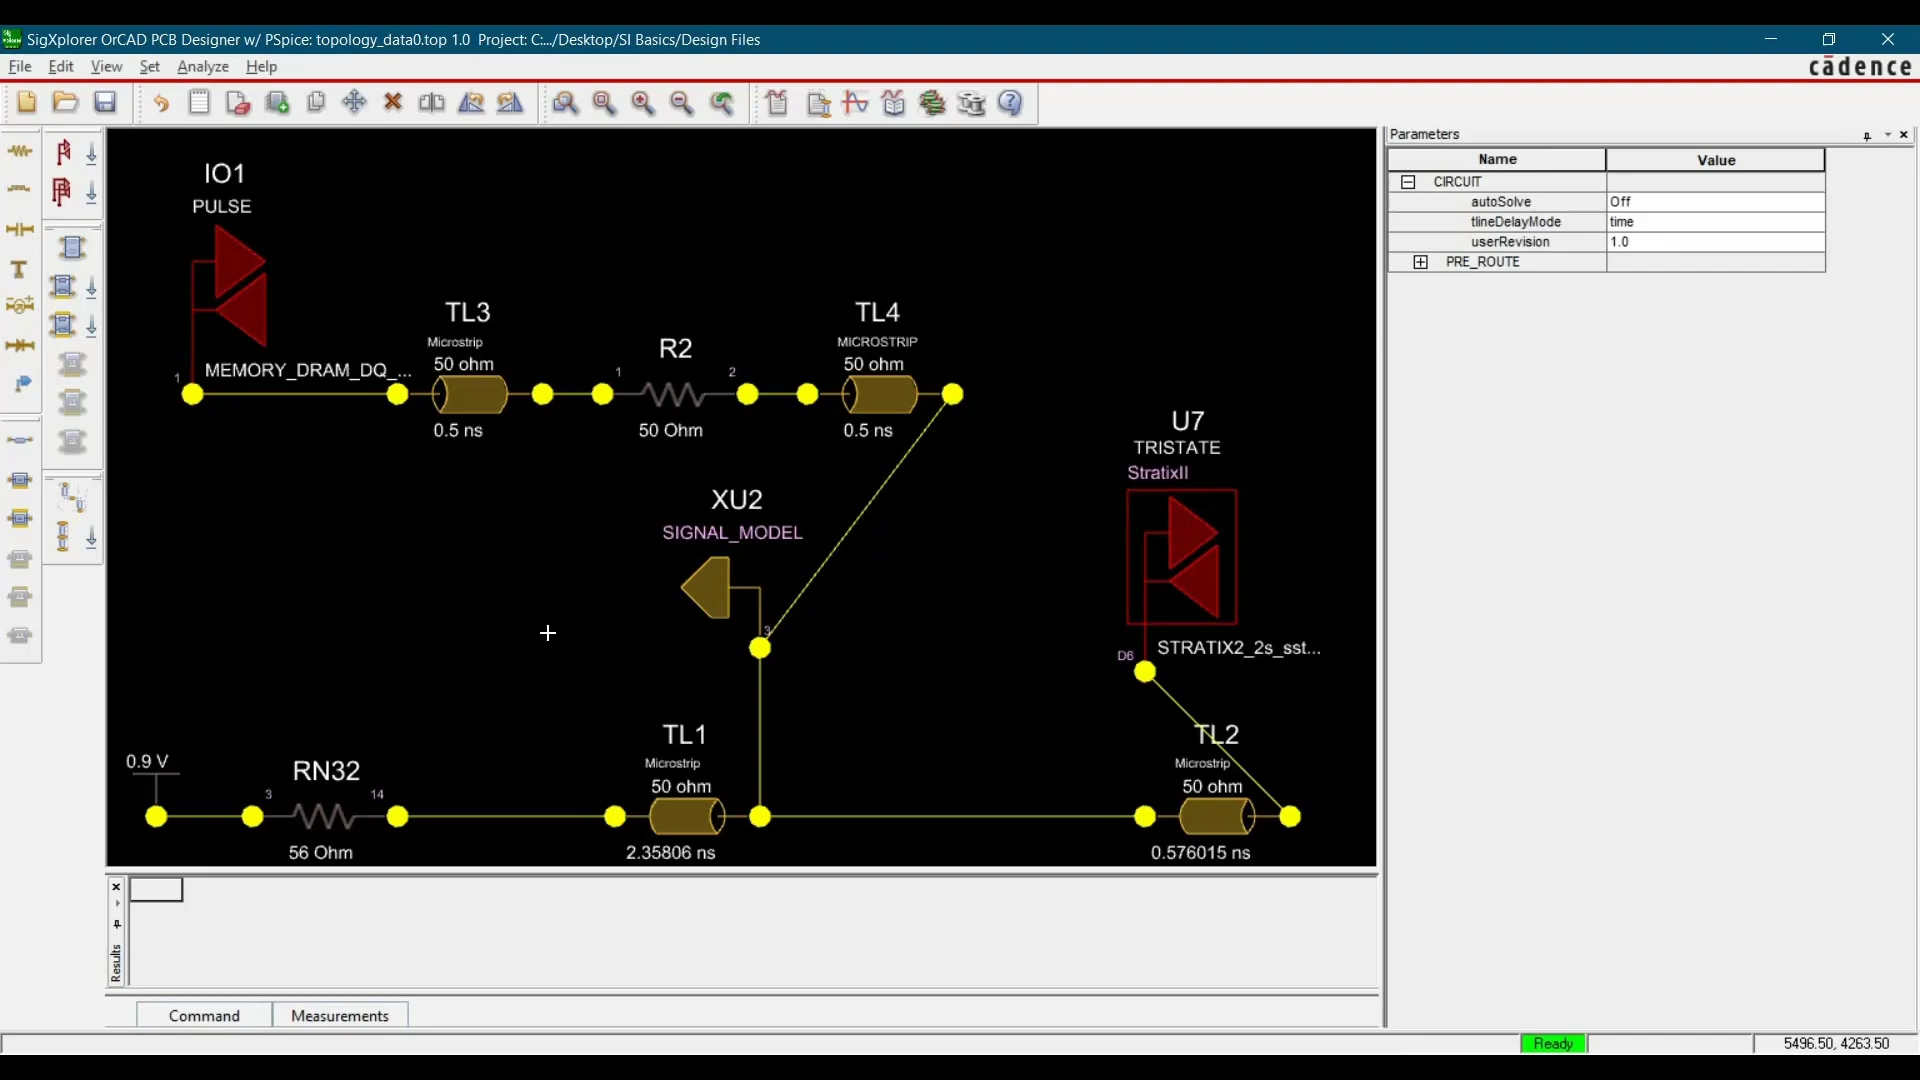 SigXplorer OrCAD PCB Designer w/ PSpice: topology_data0.top 1.0 Project: C:.../Desktop/SI Basics/Design Files
File Edit View Set Analyze Help
cādence
Parameters
Name Value
CIRCUIT
autoSolve Off
tlineDelayMode time
userRevision 1.0
PRE_ROUTE
IO1
PULSE
1
MEMORY_DRAM_DQ_...
TL3
Microstrip
50 ohm
0.5 ns
R2
1 2
50 Ohm
TL4
MICROSTRIP
50 ohm
0.5 ns
XU2
SIGNAL_MODEL
3
U7
TRISTATE
StratixII
D6
STRATIX2_2s_sst...
0.9 V
RN32
3 14
56 Ohm
TL1
Microstrip
50 ohm
2.35806 ns
TL2
Microstrip
50 ohm
0.576015 ns
Results
Command Measurements
Ready
5496.50, 4263.50